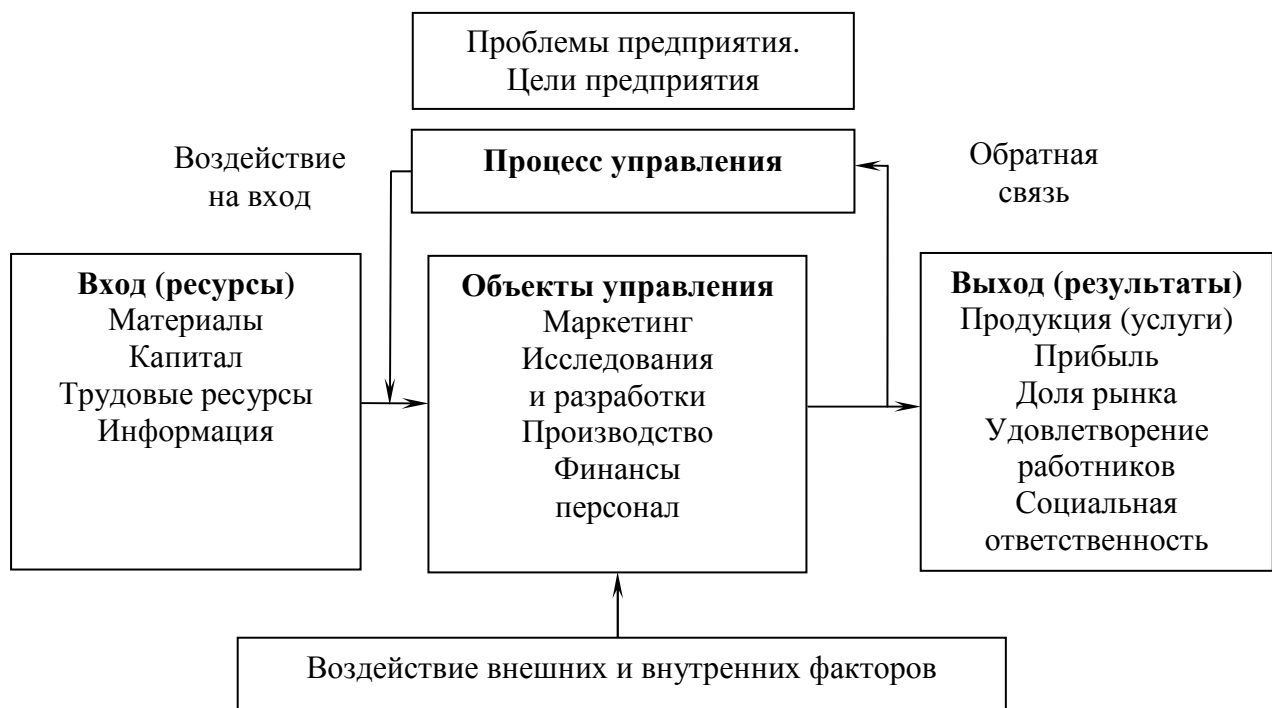 Проблемы предприятия.
Цели предприятия
Воздействие
на вход
Процесс управления
Обратная
связь
Вход (ресурсы)
Материалы
Капитал
Трудовые ресурсы
Информация
Объекты управления
Маркетинг
Исследования
и разработки
Производство
Финансы
персонал
Выход (результаты)
Продукция (услуги)
Прибыль
Доля рынка
Удовлетворение
работников
Социальная
ответственность
Воздействие внешних и внутренних факторов